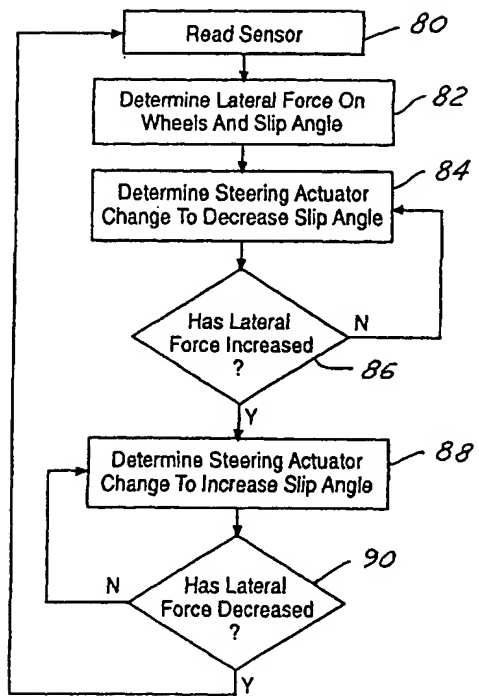 Read Sensor
80
Determine Lateral Force On
Wheels And Slip Angle
82
84
Determine Steering Actuator
Change To Decrease Slip Angle
Has Lateral
Force Increased
?
N
86
Y
Determine Steering Actuator
Change To Increase Slip Angle
88
90
N
Has Lateral
Force Decreased
?
Y